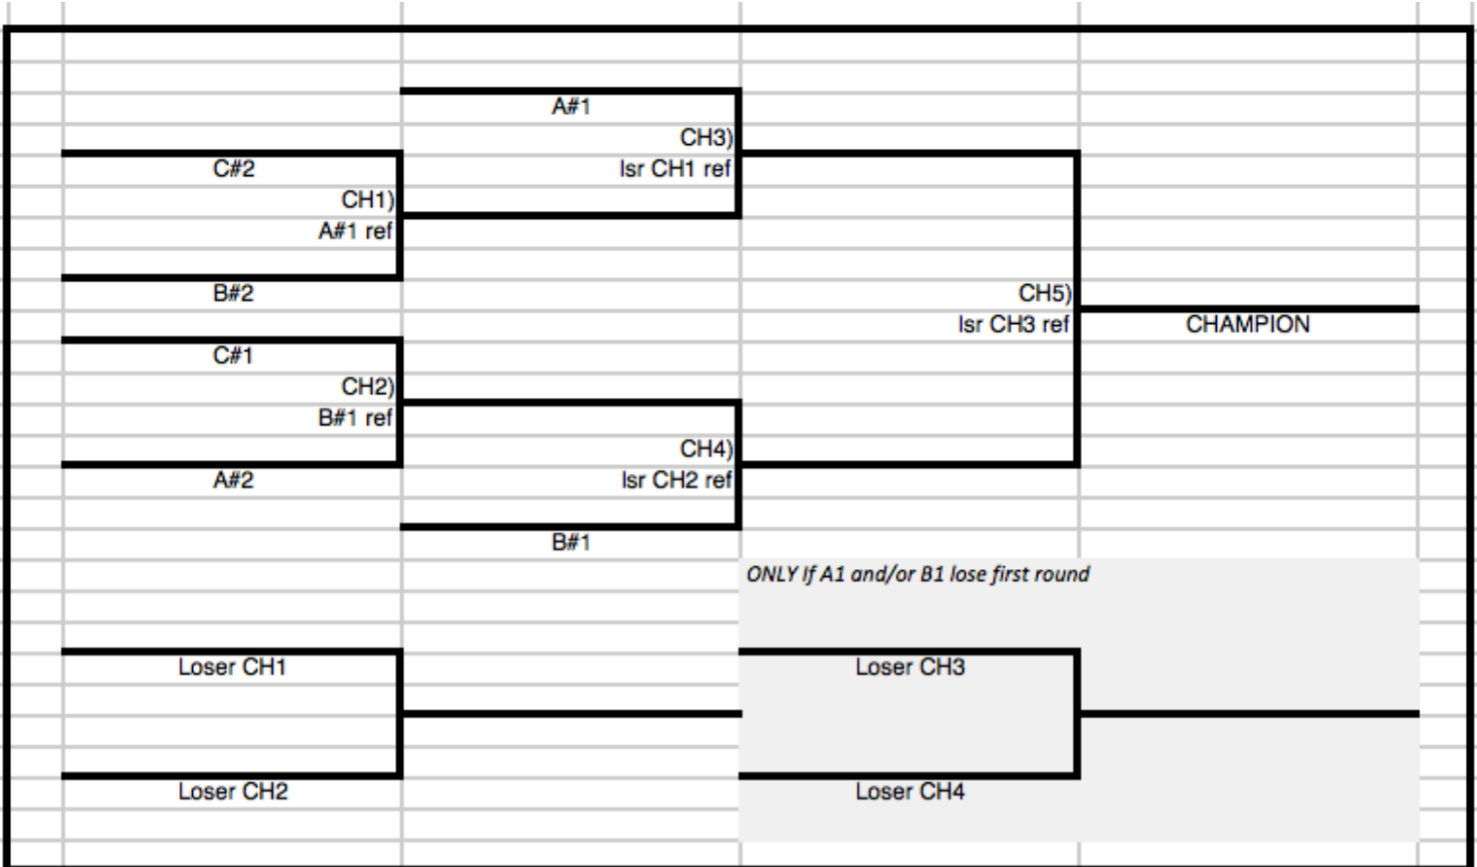 A#1
CH3)
lsr CH1 ref
C#2
CH1)
A#1 ref
B#2
CH5)
lsr CH3 ref
CHAMPION
C#1
CH2)
B#1 ref
A#2
CH4)
lsr CH2 ref
B#1
ONLY If A1 and/or B1 lose first round
Loser CH1
Loser CH3
Loser CH2
Loser CH4